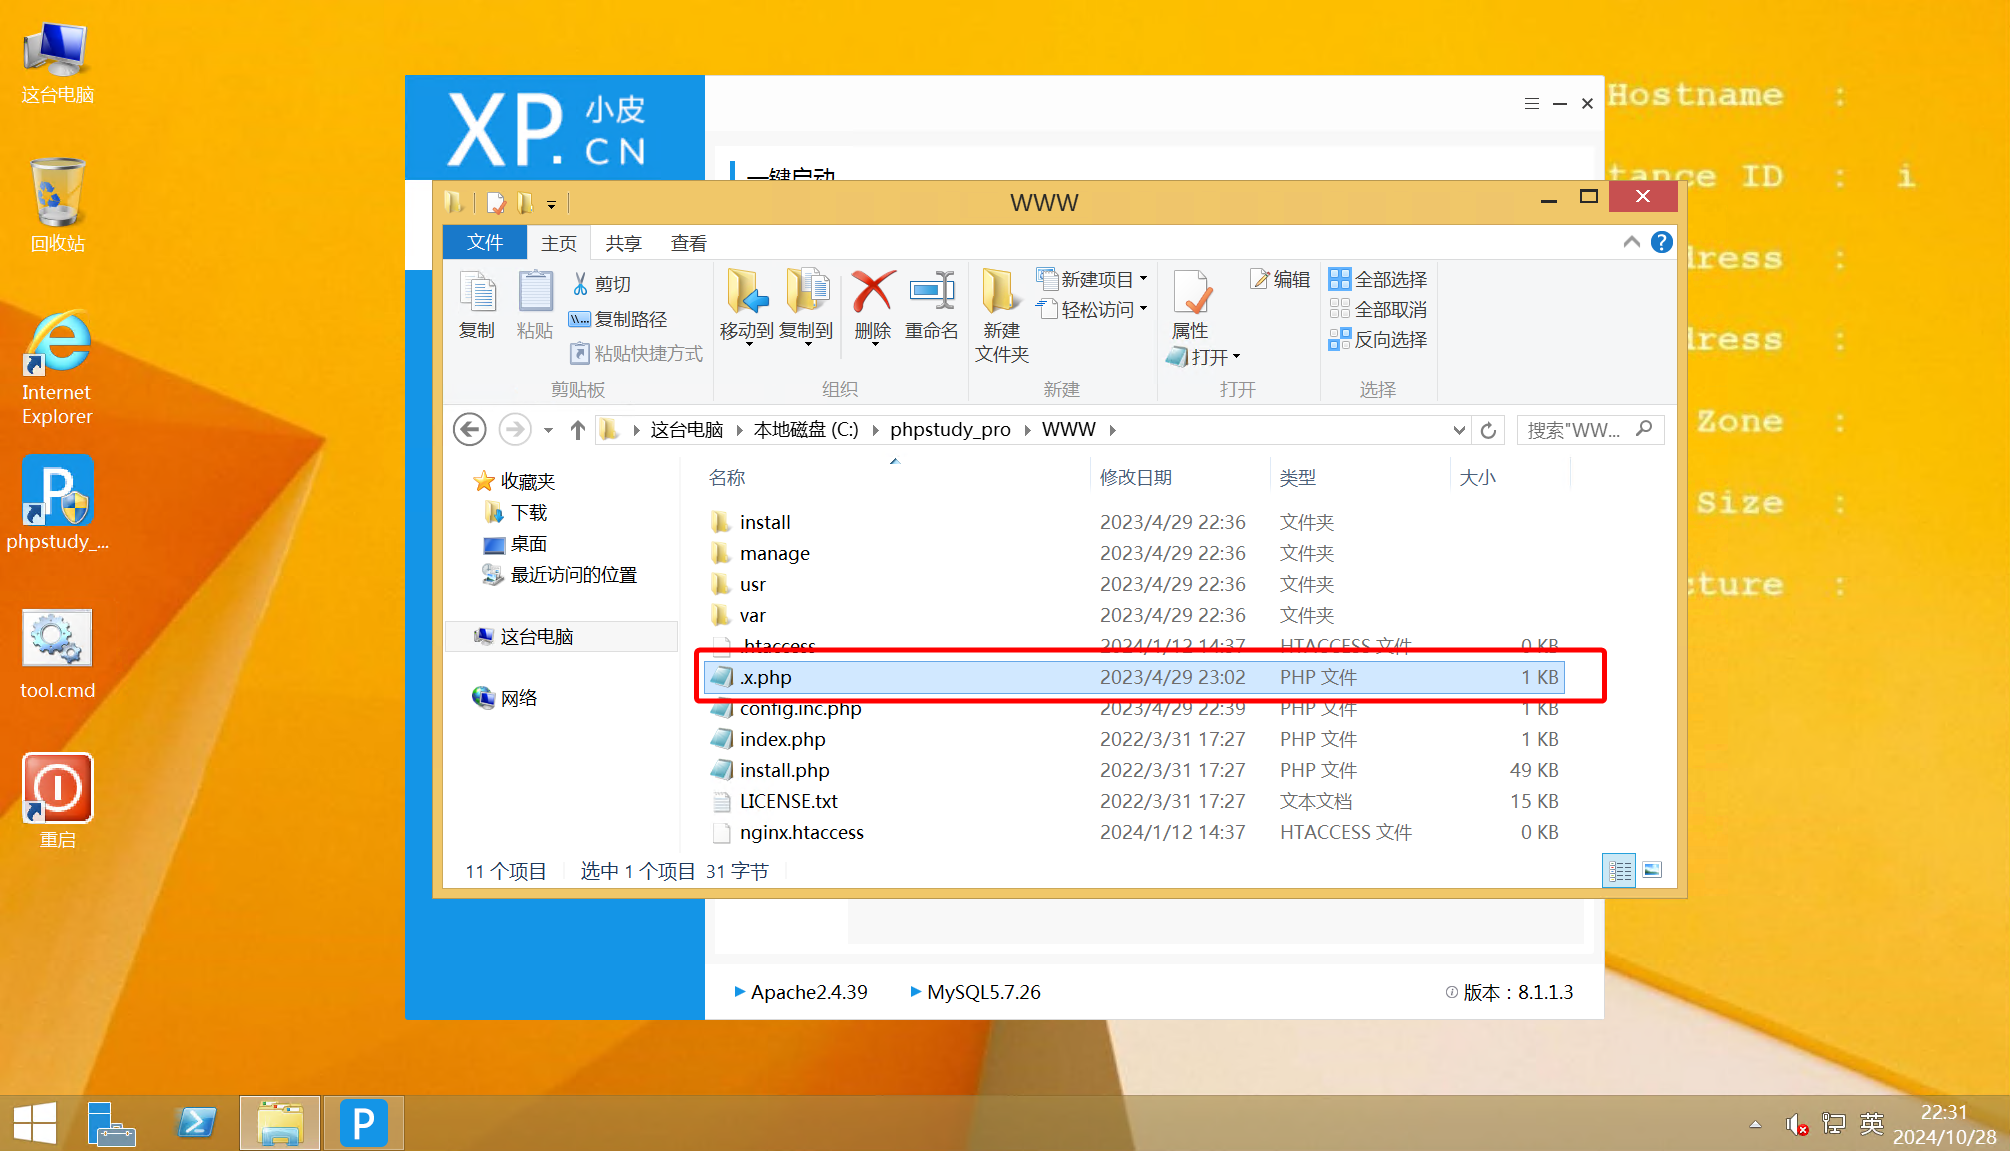 这台电脑
回收站
Internet
Explorer
phpstudy_...
tool.cmd
重启
XP.
小皮
CN
一键启动
Hostname :
tance ID : i
dress :
dress :
Zone :
Size :
cture :
WWW
文件 主页 共享 查看
复制
粘贴
剪切
复制路径
粘贴快捷方式
剪贴板
移动到
复制到
删除
重命名
组织
新建
文件夹
新建项目
轻松访问
新建
属性
打开
编辑
打开
全部选择
全部取消
反向选择
选择
这台电脑 本地磁盘 (C:) phpstudy_pro WWW
搜索"WW...
收藏夹
下载
桌面
最近访问的位置
这台电脑
网络
名称 修改日期 类型 大小
install 2023/4/29 22:36 文件夹
manage 2023/4/29 22:36 文件夹
usr 2023/4/29 22:36 文件夹
var 2023/4/29 22:36 文件夹
.htaccess 2024/1/12 14:37 HTACCESS 文件 0 KB
.x.php 2023/4/29 23:02 PHP 文件 1 KB
config.inc.php 2023/4/29 22:39 PHP 文件 1 KB
index.php 2022/3/31 17:27 PHP 文件 1 KB
install.php 2022/3/31 17:27 PHP 文件 49 KB
LICENSE.txt 2022/3/31 17:27 文本文档 15 KB
nginx.htaccess 2024/1/12 14:37 HTACCESS 文件 0 KB
11 个项目 选中 1 个项目 31 字节
Apache2.4.39 MySQL5.7.26 版本：8.1.1.3
英
22:31
2024/10/28